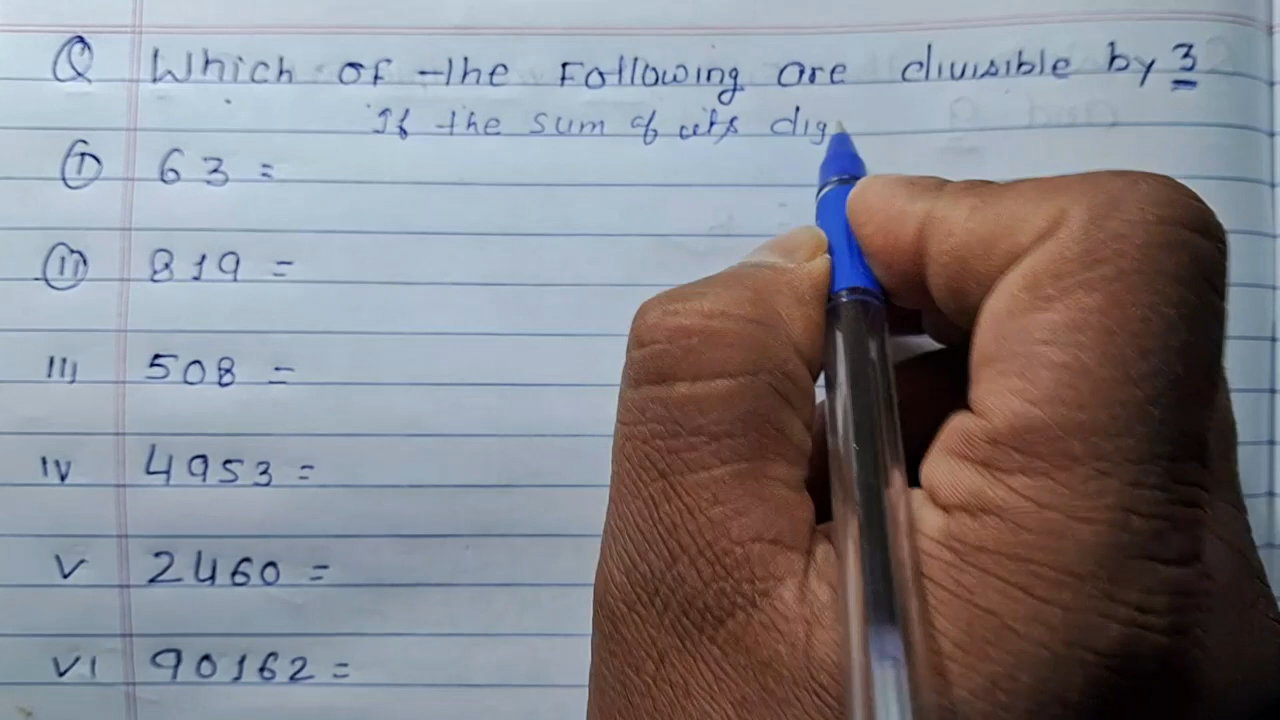 Q Which of the Following are divisible by 3
If the sum of its dig
I 63 =
II 819 =
III 508 =
IV 4953 =
V 2460 =
VI 90162 =